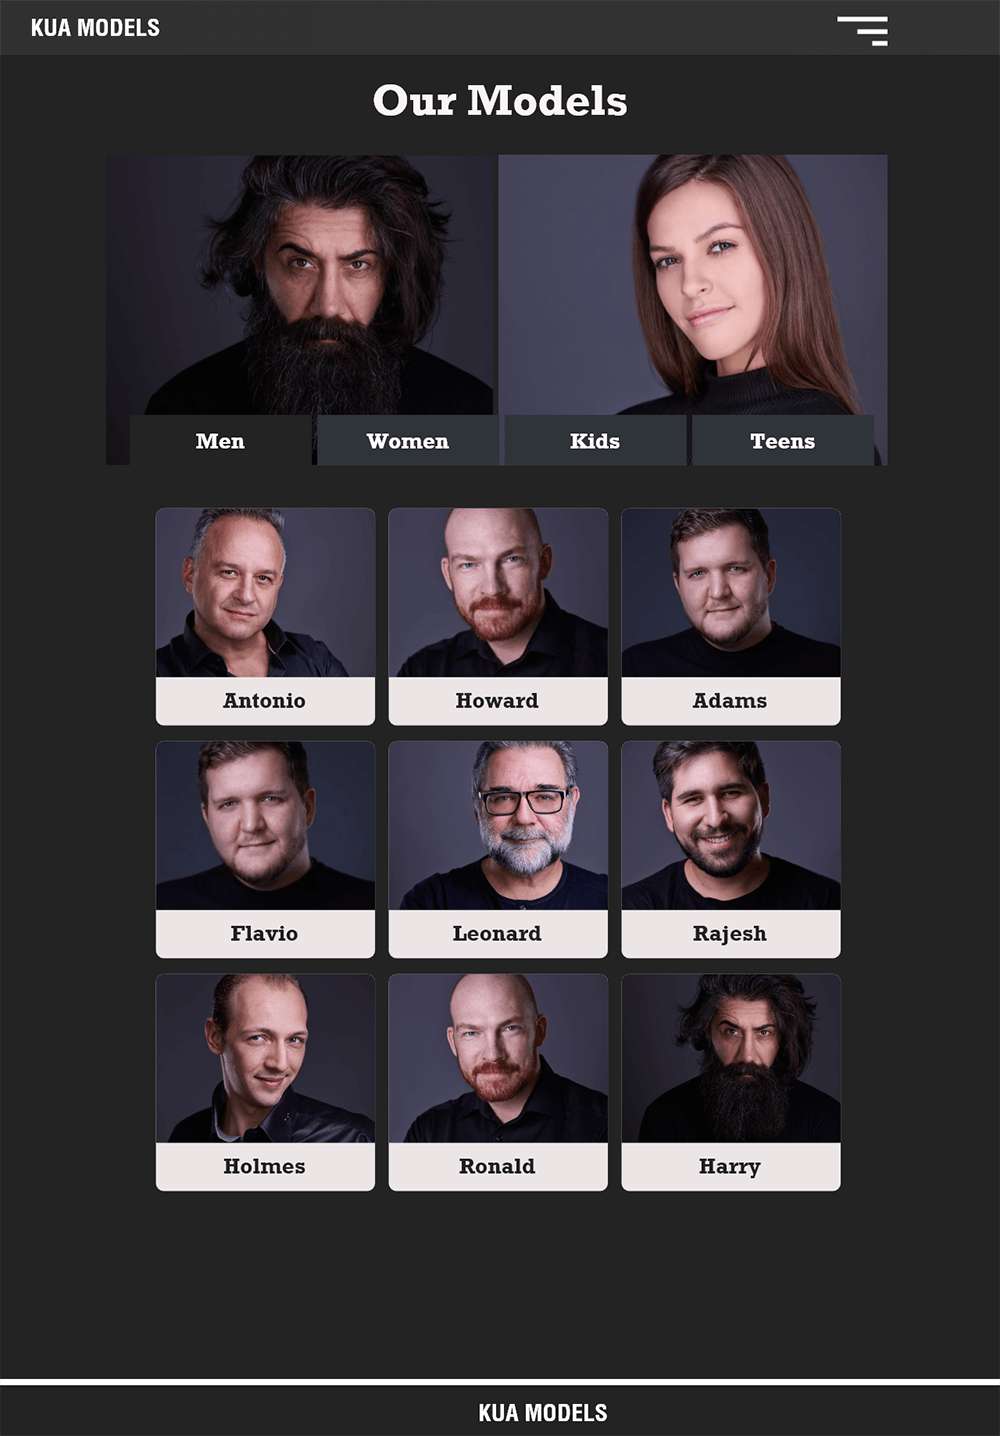 KUA MODELS
Our Models
Men Women Kids Teens
Antonio Howard Adams
Flavio Leonard Rajesh
Holmes Ronald Harry
KUA MODELS